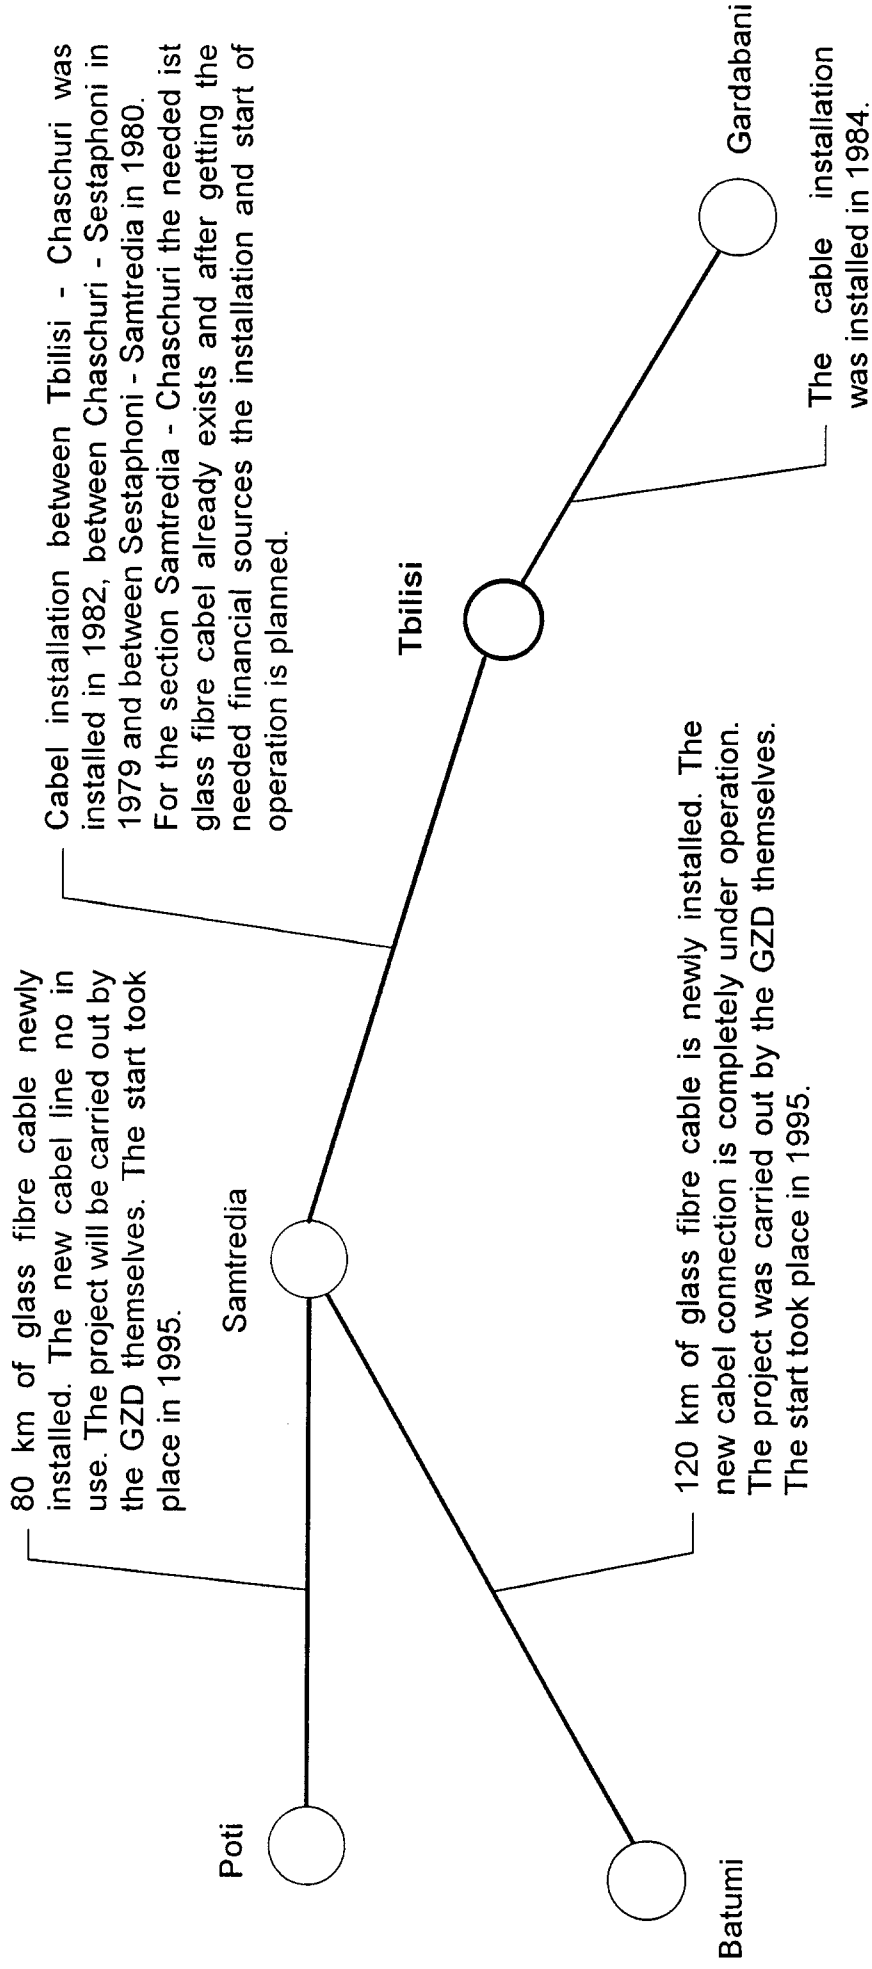 80 km of glass fibre cable newly
installed. The new cabel line no in
use. The project will be carried out by
the GZD themselves. The start took
place in 1995.
Cabel installation between Tbilisi - Chaschuri was
installed in 1982, between Chaschuri - Sestaphoni in
1979 and between Sestaphoni - Samtredia in 1980.
For the section Samtredia - Chaschuri the needed ist
glass fibre cabel already exists and after getting the
needed financial sources the installation and start of
operation is planned.
Poti
Samtredia
Tbilisi
Gardabani
Batumi
120 km of glass fibre cable is newly installed. The
new cabel connection is completely under operation.
The project was carried out by the GZD themselves.
The start took place in 1995.
The cable installation
was installed in 1984.